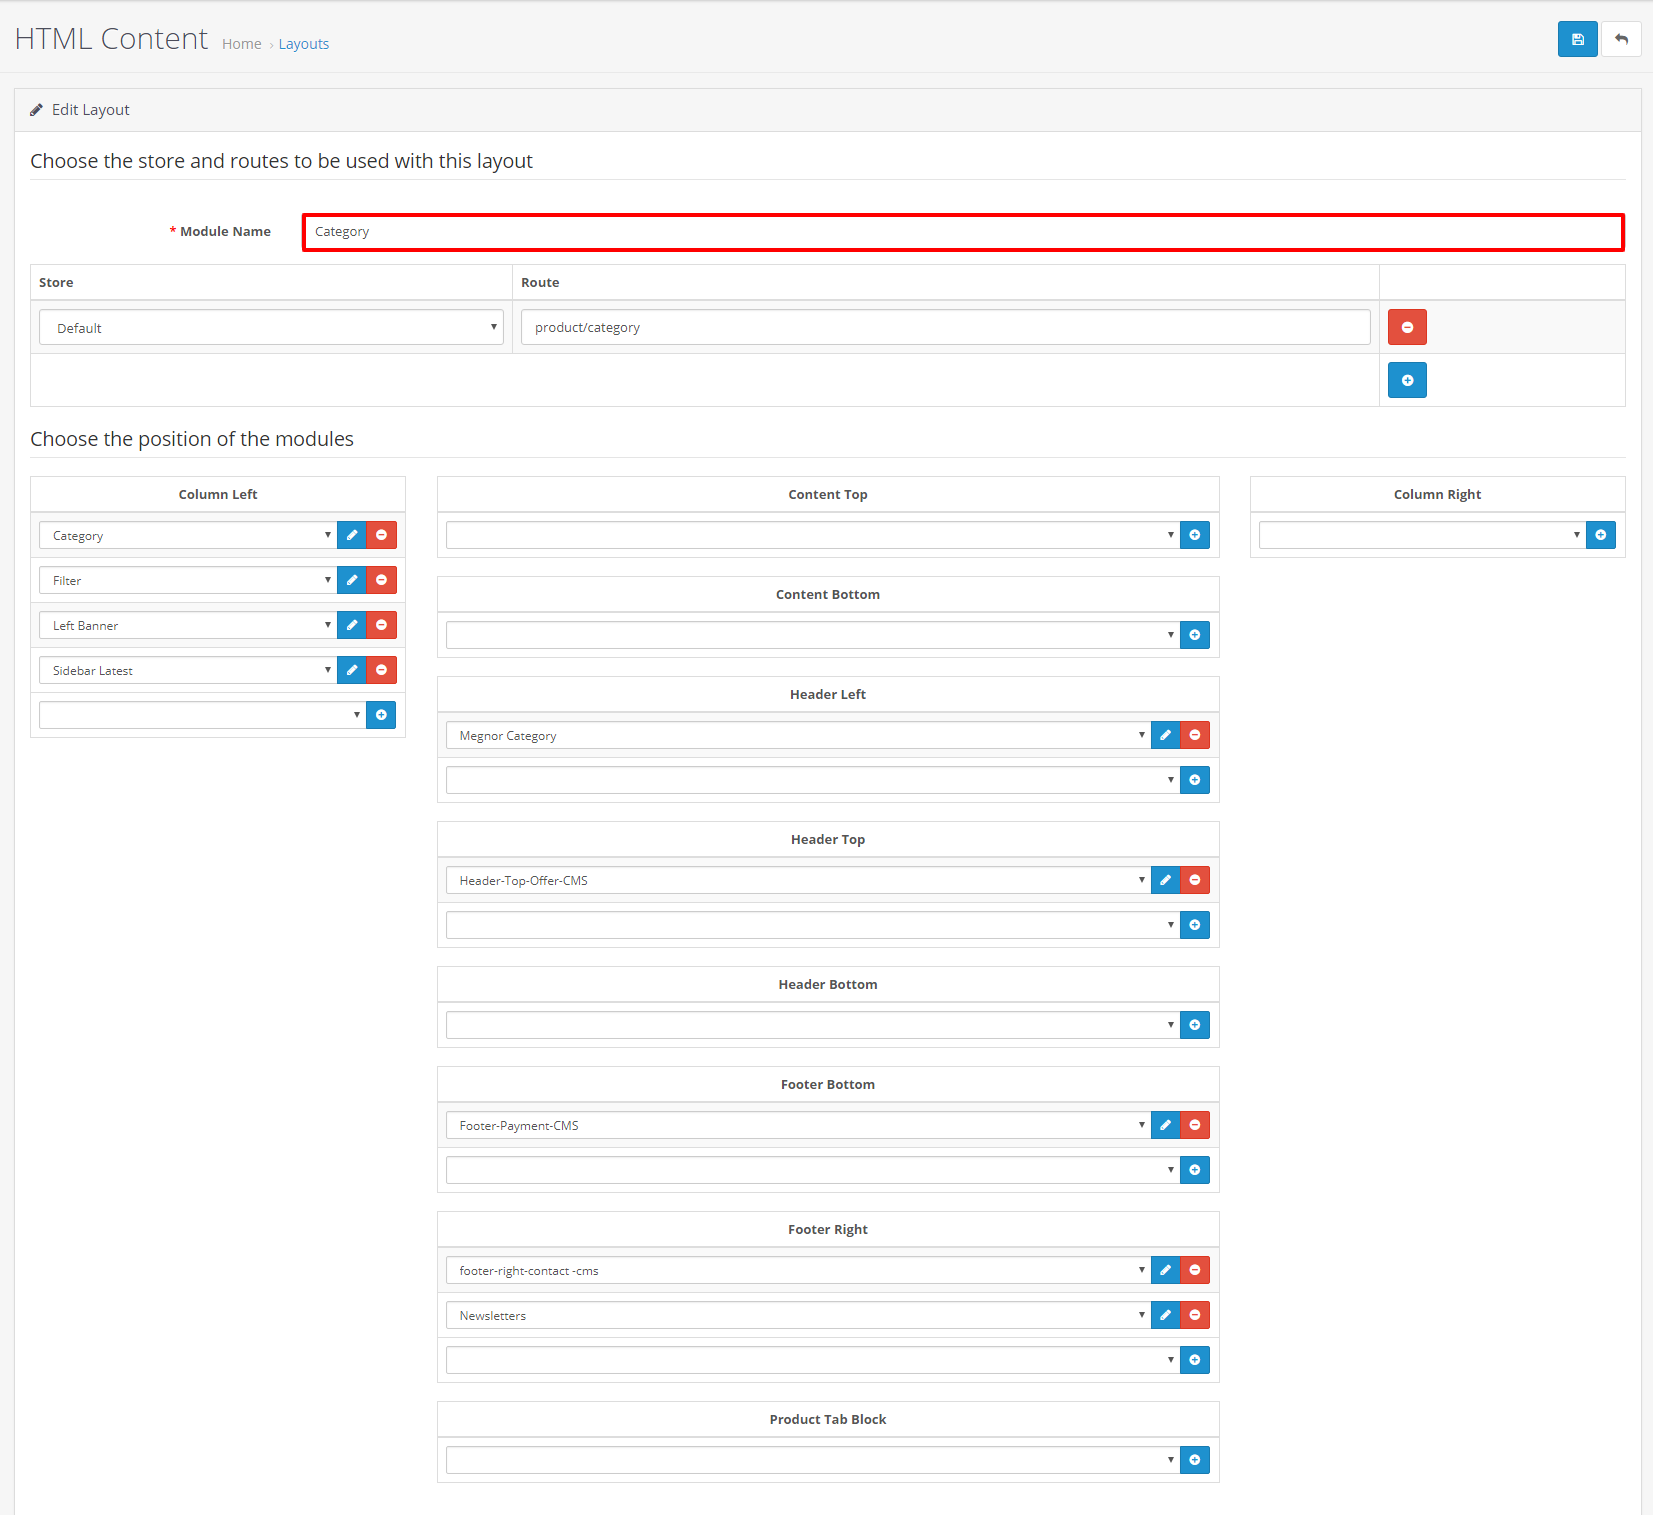 HTML Content Home › Layouts
Edit Layout
Choose the store and routes to be used with this layout
* Module Name Category
Store Route
Default product/category
Choose the position of the modules
Column Left
Category
Filter
Left Banner
Sidebar Latest
Content Top
Content Bottom
Header Left
Megnor Category
Header Top
Header-Top-Offer-CMS
Header Bottom
Footer Bottom
Footer-Payment-CMS
Footer Right
footer-right-contact -cms
Newsletters
Product Tab Block
Column Right